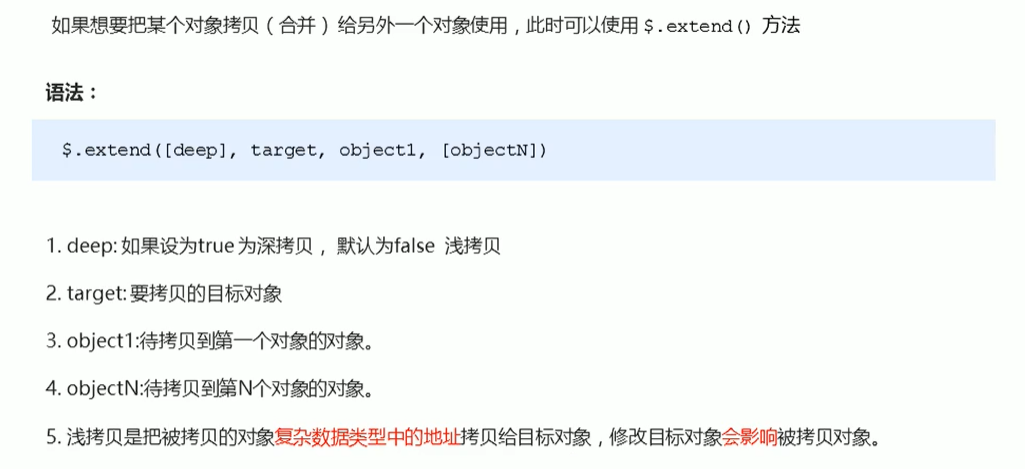 如果想要把某个对象拷贝（合并）给另外一个对象使用，此时可以使用 $.extend() 方法
语法：
$.extend([deep], target, object1, [objectN])
1. deep: 如果设为true 为深拷贝， 默认为false 浅拷贝
2. target: 要拷贝的目标对象
3. object1:待拷贝到第一个对象的对象。
4. objectN:待拷贝到第N个对象的对象。
5. 浅拷贝是把被拷贝的对象复杂数据类型中的地址拷贝给目标对象，修改目标对象会影响被拷贝对象。